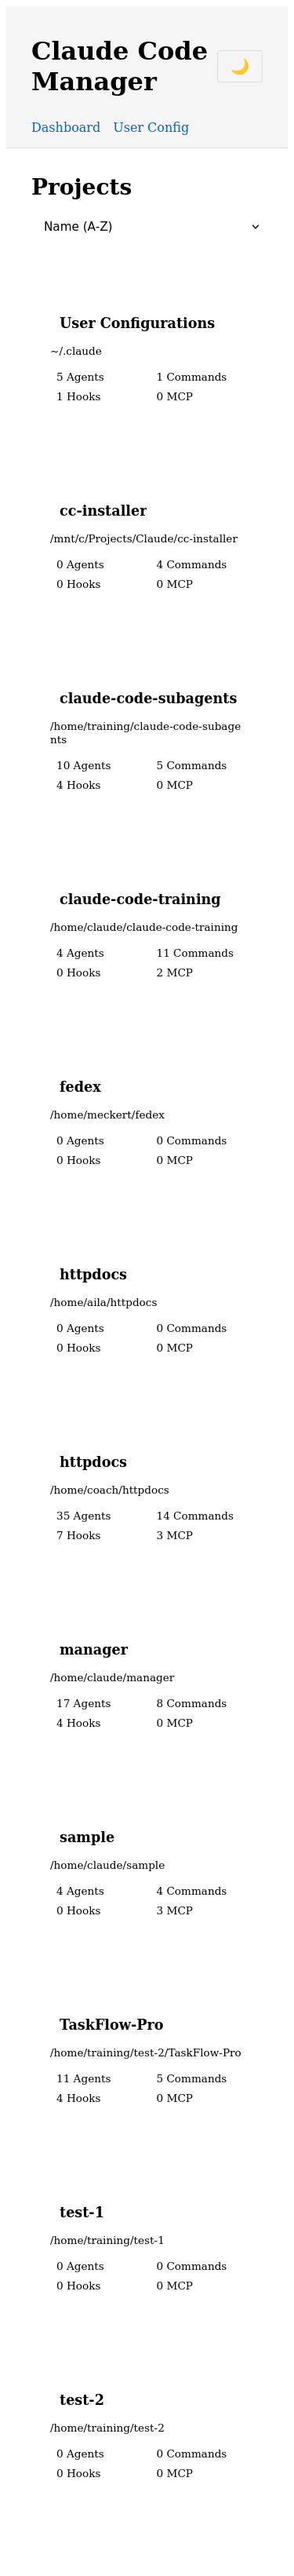 Claude Code
Manager
Dashboard User Config
Projects
Name (A-Z)
User Configurations
~/.claude
5 Agents 1 Commands
1 Hooks 0 MCP
cc-installer
/mnt/c/Projects/Claude/cc-installer
0 Agents 4 Commands
0 Hooks 0 MCP
claude-code-subagents
/home/training/claude-code-subage
nts
10 Agents 5 Commands
4 Hooks 0 MCP
claude-code-training
/home/claude/claude-code-training
4 Agents 11 Commands
0 Hooks 2 MCP
fedex
/home/meckert/fedex
0 Agents 0 Commands
0 Hooks 0 MCP
httpdocs
/home/aila/httpdocs
0 Agents 0 Commands
0 Hooks 0 MCP
httpdocs
/home/coach/httpdocs
35 Agents 14 Commands
7 Hooks 3 MCP
manager
/home/claude/manager
17 Agents 8 Commands
4 Hooks 0 MCP
sample
/home/claude/sample
4 Agents 4 Commands
0 Hooks 3 MCP
TaskFlow-Pro
/home/training/test-2/TaskFlow-Pro
11 Agents 5 Commands
4 Hooks 0 MCP
test-1
/home/training/test-1
0 Agents 0 Commands
0 Hooks 0 MCP
test-2
/home/training/test-2
0 Agents 0 Commands
0 Hooks 0 MCP